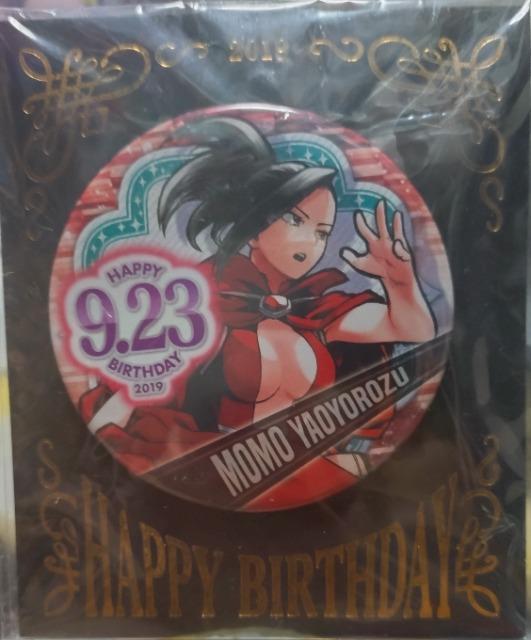 2019
HAPPY
9.23
BIRTHDAY
2019
MOMO YAOYOROZU
HAPPY BIRTHDAY